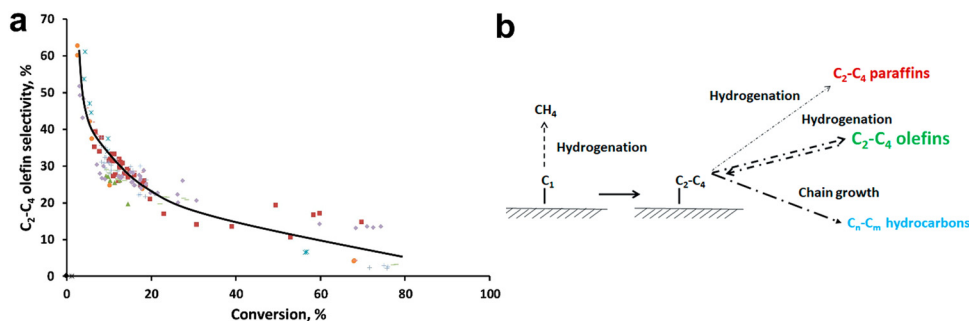 a
C₂-C₄ olefin selectivity, %
70
60
50
40
30
20
10
0
0 20 40 60 80 100
Conversion, %
b
CH₄
Hydrogenation
C₁
C₂-C₄
Hydrogenation
C₂-C₄ paraffins
Hydrogenation
C₂-C₄ olefins
Chain growth
Cₙ-Cₘ hydrocarbons